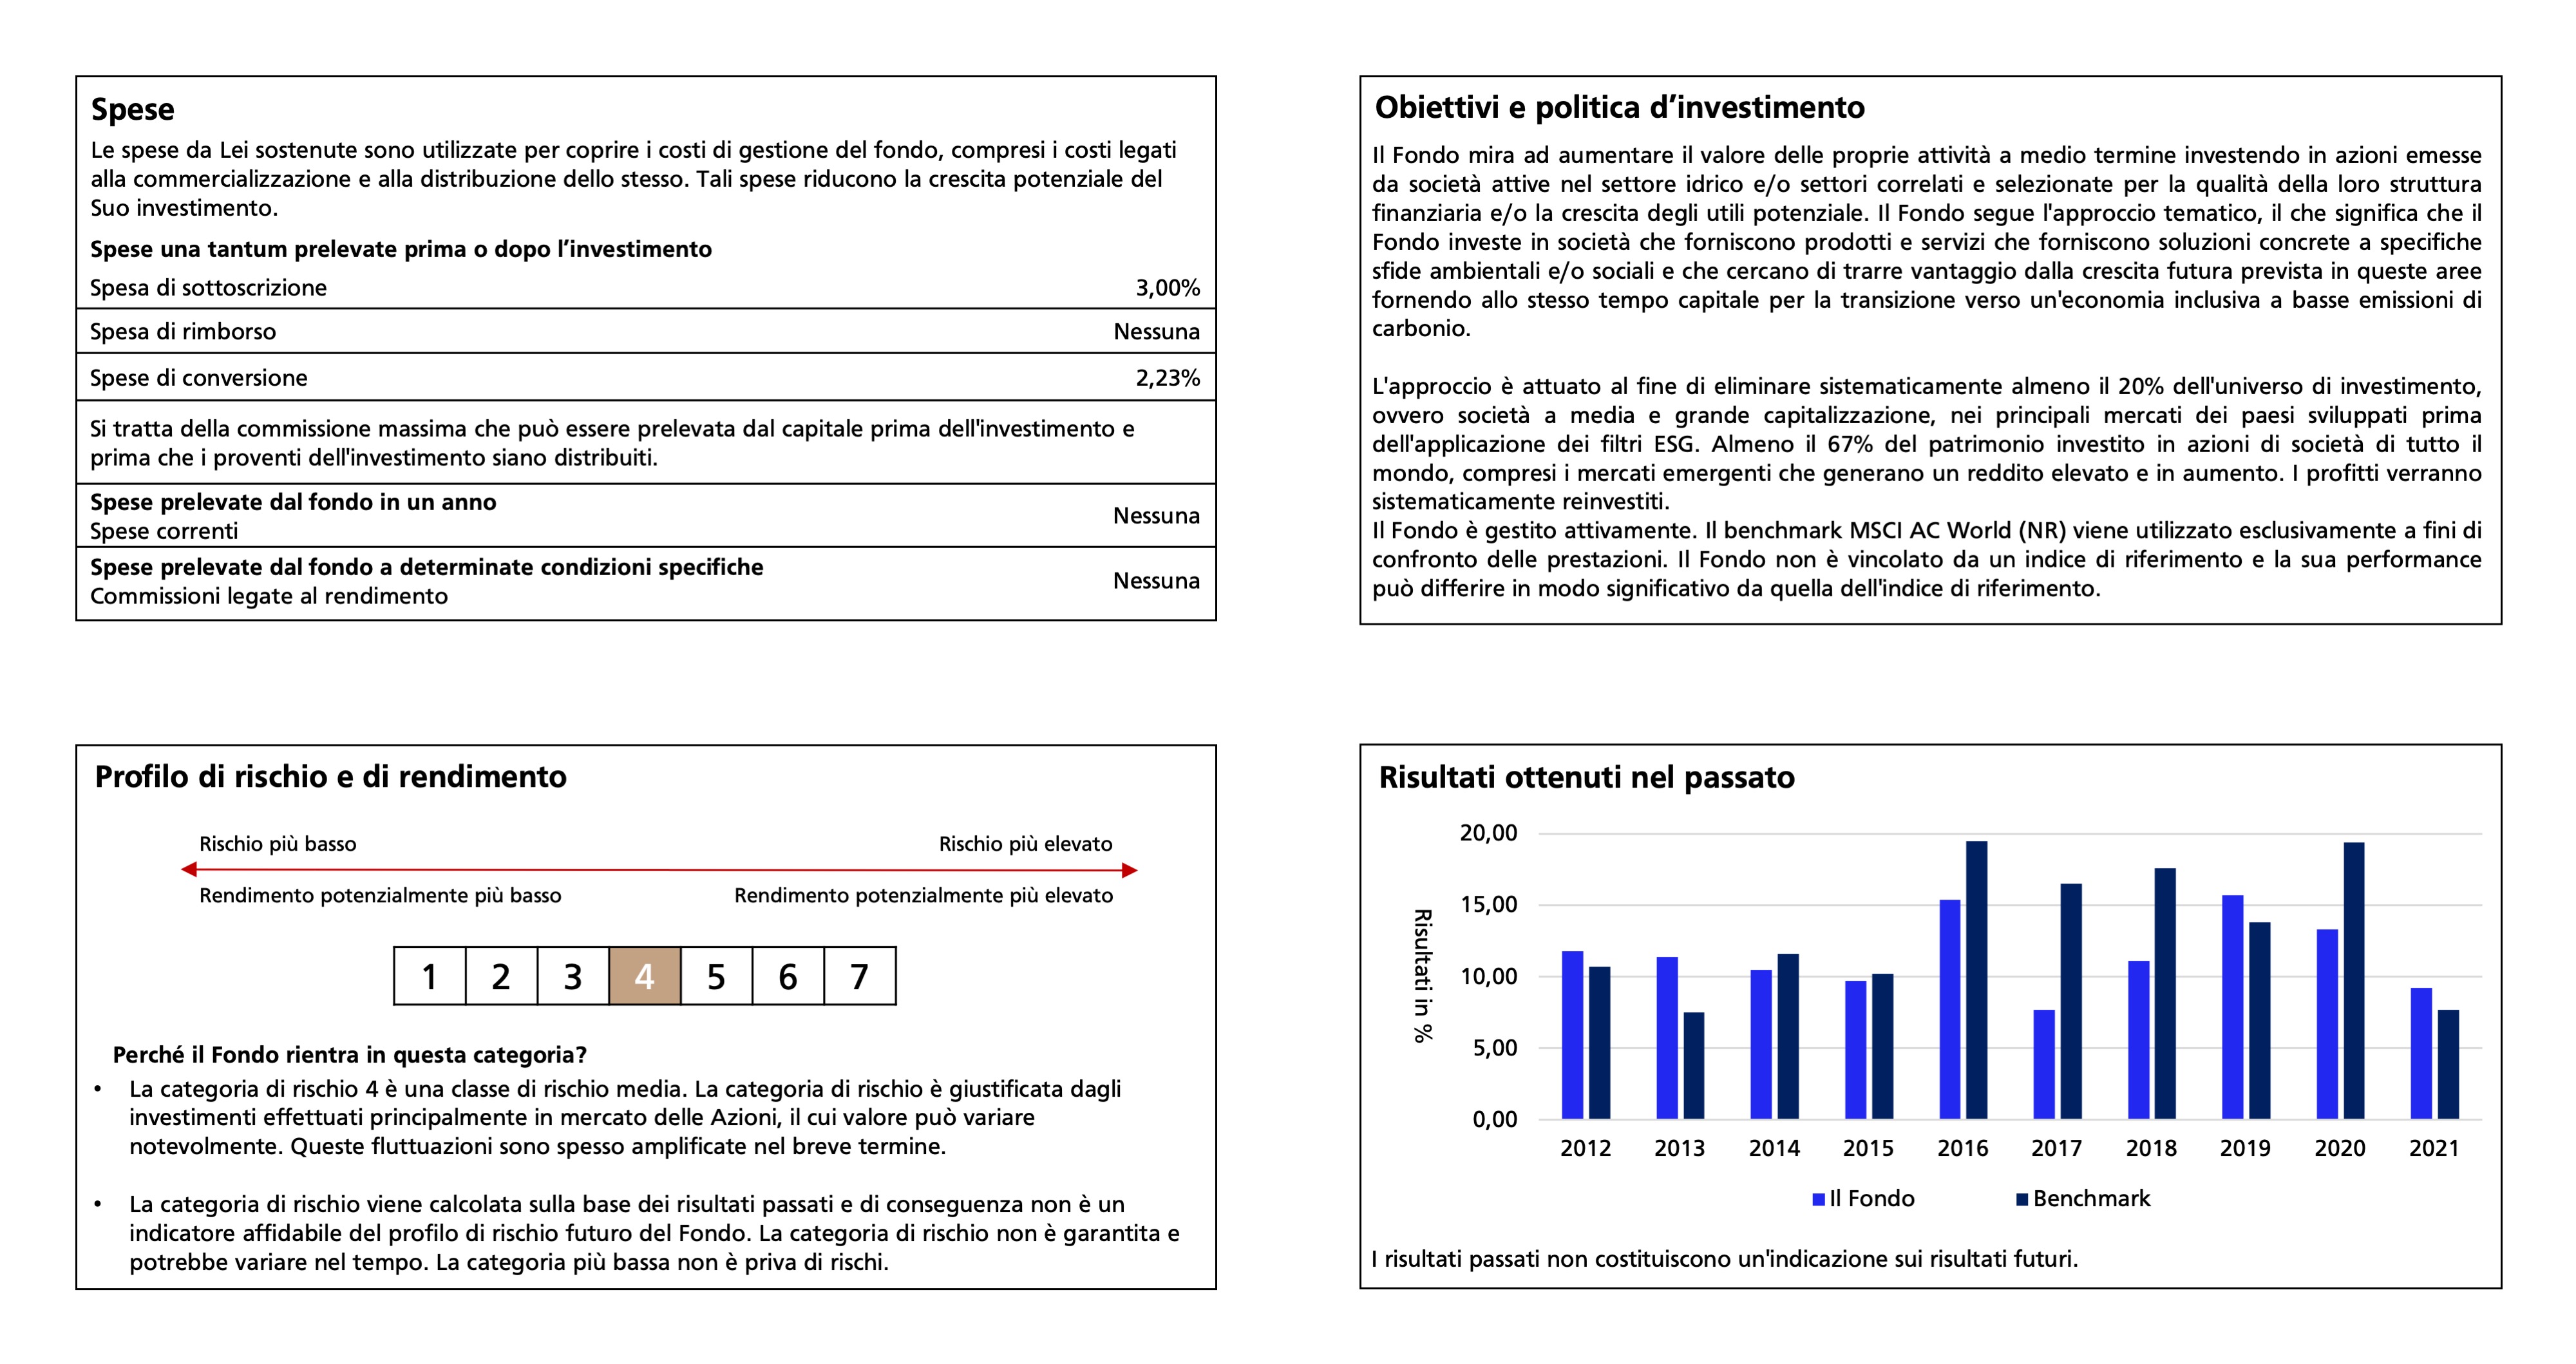 Spese
Le spese da Lei sostenute sono utilizzate per coprire i costi di gestione del fondo, compresi i costi legati
alla commercializzazione e alla distribuzione dello stesso. Tali spese riducono la crescita potenziale del
Suo investimento.
Spese una tantum prelevate prima o dopo l’investimento
Spesa di sottoscrizione 3,00%
Spesa di rimborso Nessuna
Spese di conversione 2,23%
Si tratta della commissione massima che può essere prelevata dal capitale prima dell'investimento e
prima che i proventi dell'investimento siano distribuiti.
Spese prelevate dal fondo in un anno
Spese correnti Nessuna
Spese prelevate dal fondo a determinate condizioni specifiche
Commissioni legate al rendimento Nessuna
Obiettivi e politica d’investimento
Il Fondo mira ad aumentare il valore delle proprie attività a medio termine investendo in azioni emesse
da società attive nel settore idrico e/o settori correlati e selezionate per la qualità della loro struttura
finanziaria e/o la crescita degli utili potenziale. Il Fondo segue l'approccio tematico, il che significa che il
Fondo investe in società che forniscono prodotti e servizi che forniscono soluzioni concrete a specifiche
sfide ambientali e/o sociali e che cercano di trarre vantaggio dalla crescita futura prevista in queste aree
fornendo allo stesso tempo capitale per la transizione verso un'economia inclusiva a basse emissioni di
carbonio.
L'approccio è attuato al fine di eliminare sistematicamente almeno il 20% dell'universo di investimento,
ovvero società a media e grande capitalizzazione, nei principali mercati dei paesi sviluppati prima
dell'applicazione dei filtri ESG. Almeno il 67% del patrimonio investito in azioni di società di tutto il
mondo, compresi i mercati emergenti che generano un reddito elevato e in aumento. I profitti verranno
sistematicamente reinvestiti.
Il Fondo è gestito attivamente. Il benchmark MSCI AC World (NR) viene utilizzato esclusivamente a fini di
confronto delle prestazioni. Il Fondo non è vincolato da un indice di riferimento e la sua performance
può differire in modo significativo da quella dell'indice di riferimento.
Profilo di rischio e di rendimento
Rischio più basso Rischio più elevato
Rendimento potenzialmente più basso Rendimento potenzialmente più elevato
1 2 3 4 5 6 7
Perché il Fondo rientra in questa categoria?
• La categoria di rischio 4 è una classe di rischio media. La categoria di rischio è giustificata dagli
investimenti effettuati principalmente in mercato delle Azioni, il cui valore può variare
notevolmente. Queste fluttuazioni sono spesso amplificate nel breve termine.
• La categoria di rischio viene calcolata sulla base dei risultati passati e di conseguenza non è un
indicatore affidabile del profilo di rischio futuro del Fondo. La categoria di rischio non è garantita e
potrebbe variare nel tempo. La categoria più bassa non è priva di rischi.
Risultati ottenuti nel passato
Risultati in %
20,00
15,00
10,00
5,00
0,00
2012 2013 2014 2015 2016 2017 2018 2019 2020 2021
Il Fondo Benchmark
I risultati passati non costituiscono un'indicazione sui risultati futuri.